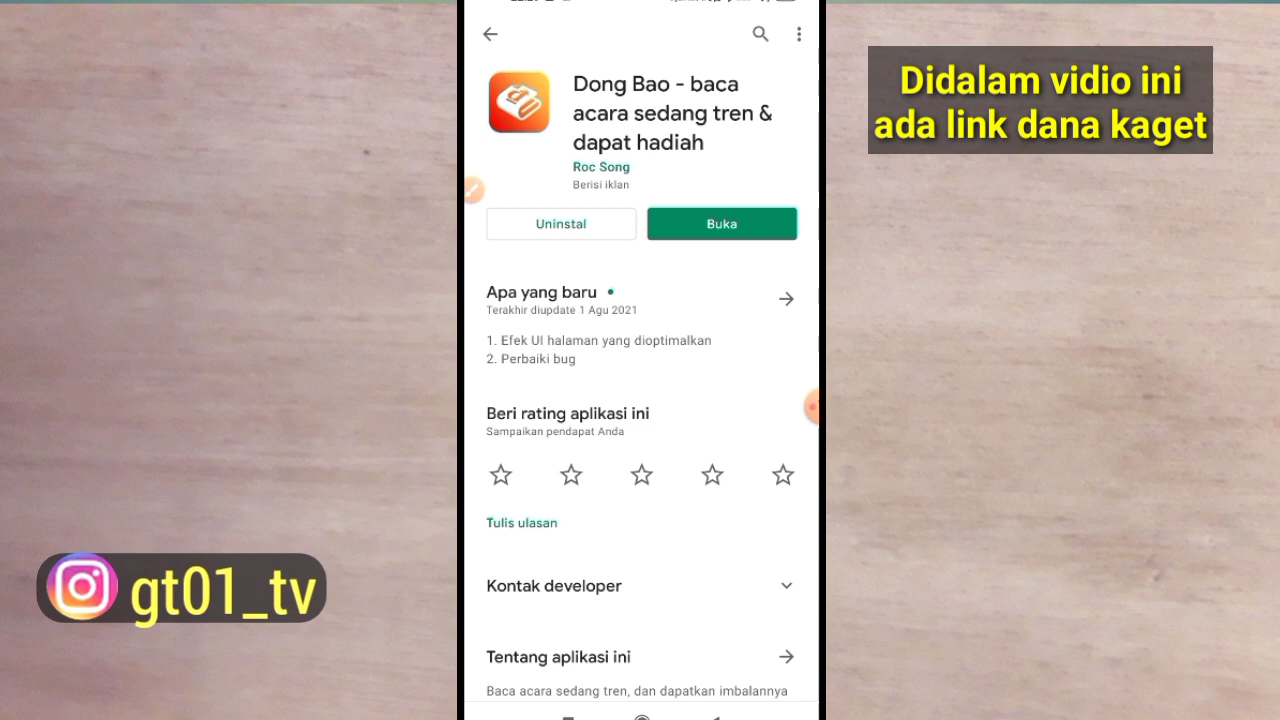 Dong Bao - baca
acara sedang tren &
dapat hadiah
Roc Song
Berisi iklan
Uninstal
Buka
Apa yang baru
Terakhir diupdate 1 Agu 2021
1. Efek UI halaman yang dioptimalkan
2. Perbaiki bug
Beri rating aplikasi ini
Sampaikan pendapat Anda
Tulis ulasan
Kontak developer
Tentang aplikasi ini
Baca acara sedang tren, dan dapatkan imbalannya
Didalam vidio ini
ada link dana kaget
gt01_tv